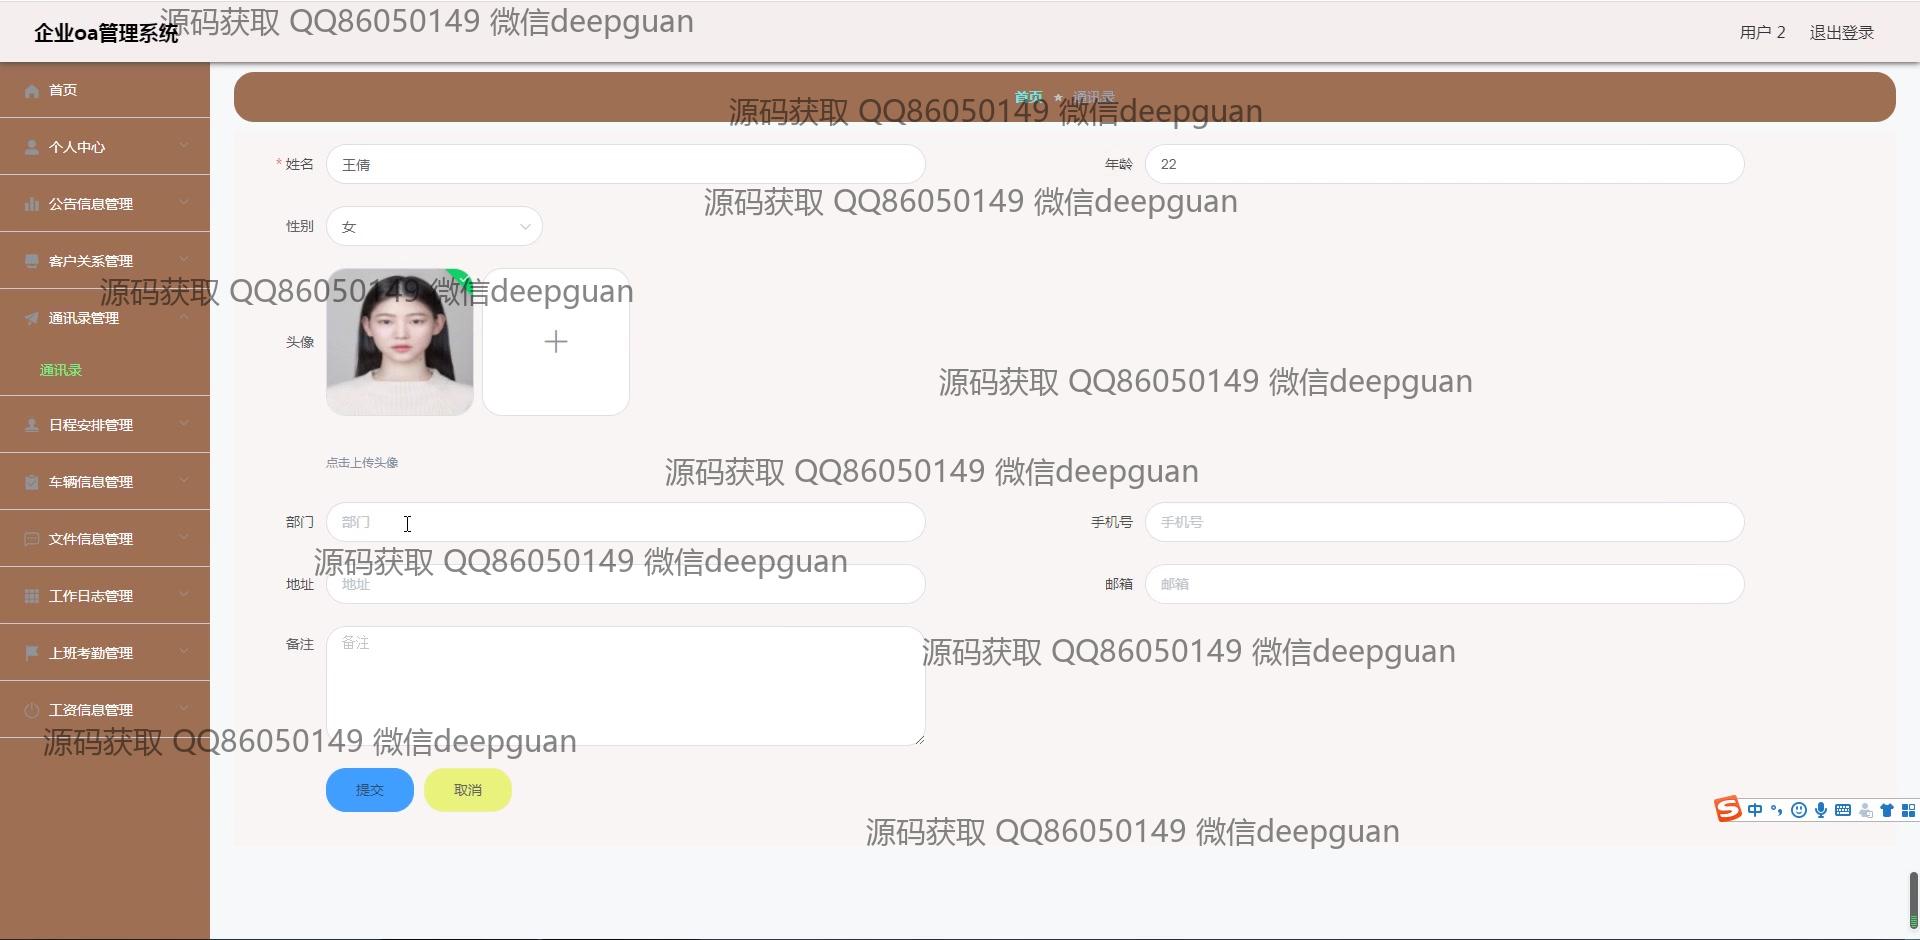 企业oa管理系统
源码获取 QQ86050149 微信deepguan
用户 2
退出登录
首页
首页
通讯录
源码获取 QQ86050149 微信deepguan
个人中心
* 姓名
王倩
年龄
22
公告信息管理
源码获取 QQ86050149 微信deepguan
性别
女
客户关系管理
源码获取 QQ86050149 微信deepguan
通讯录管理
头像
通讯录
源码获取 QQ86050149 微信deepguan
日程安排管理
点击上传头像
源码获取 QQ86050149 微信deepguan
车辆信息管理
部门
部门
手机号
手机号
文件信息管理
源码获取 QQ86050149 微信deepguan
地址
地址
邮箱
邮箱
工作日志管理
备注
备注
上班考勤管理
源码获取 QQ86050149 微信deepguan
工资信息管理
源码获取 QQ86050149 微信deepguan
提交
取消
中
源码获取 QQ86050149 微信deepguan